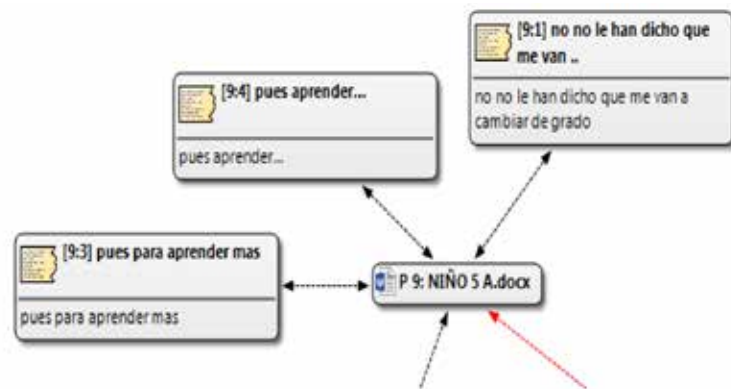 [9:1] no no le han dicho que
me van ..
no no le han dicho que me van a
cambiar de grado
[9:4] pues aprender...
pues aprender...
[9:3] pues para aprender mas
pues para aprender mas
P 9: NIÑO 5 A.docx